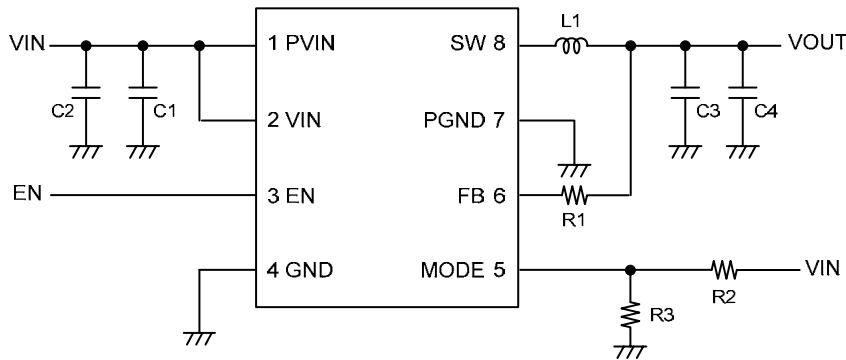 L1
VIN 1 PVIN SW 8 VOUT
C2 C1 C3 C4
2 VIN PGND 7
EN 3 EN FB 6
R1
4 GND MODE 5 VIN
R2
R3